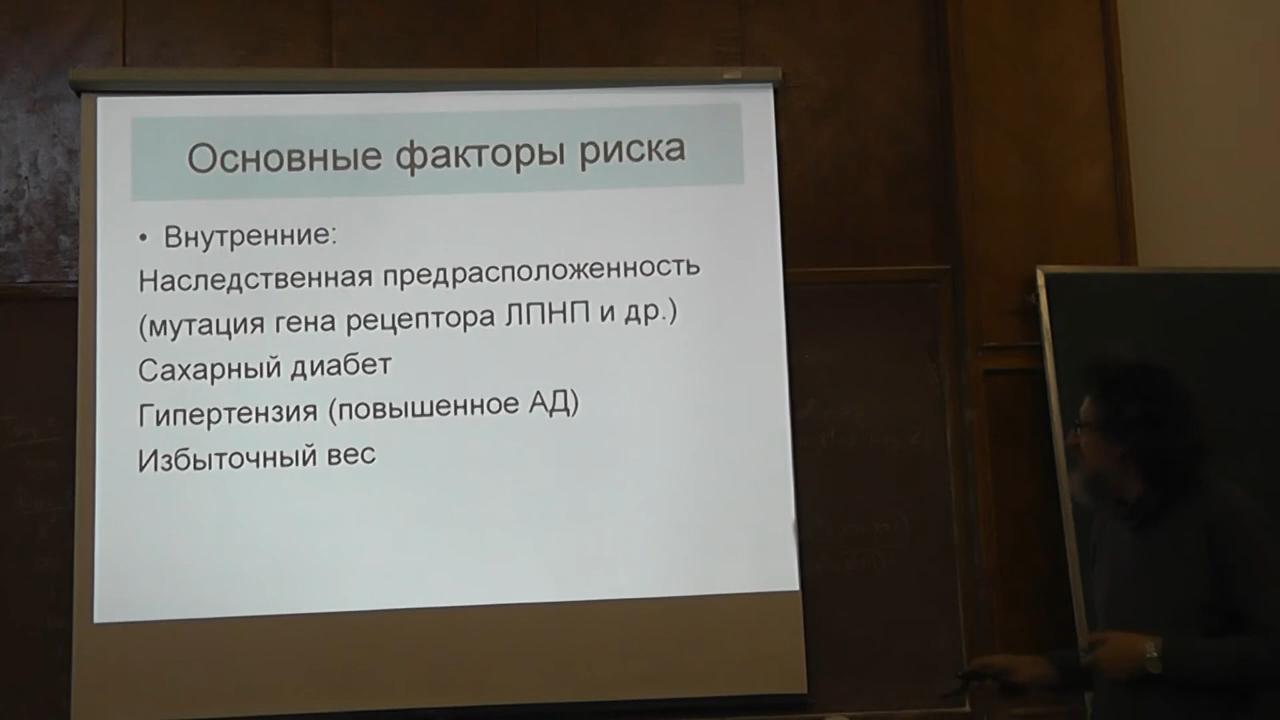 Основные факторы риска
• Внутренние:
Наследственная предрасположенность
(мутация гена рецептора ЛПНП и др.)
Сахарный диабет
Гипертензия (повышенное АД)
Избыточный вес